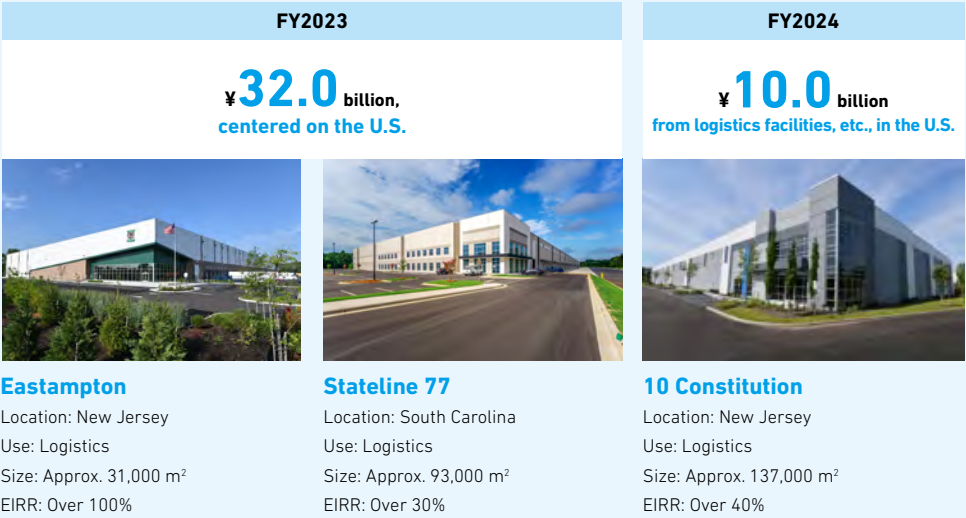 FY2023
¥32.0 billion,
centered on the U.S.
FY2024
¥10.0 billion
from logistics facilities, etc., in the U.S.
Eastampton
Location: New Jersey
Use: Logistics
Size: Approx. 31,000 m²
EIRR: Over 100%
Stateline 77
Location: South Carolina
Use: Logistics
Size: Approx. 93,000 m²
EIRR: Over 30%
10 Constitution
Location: New Jersey
Use: Logistics
Size: Approx. 137,000 m²
EIRR: Over 40%